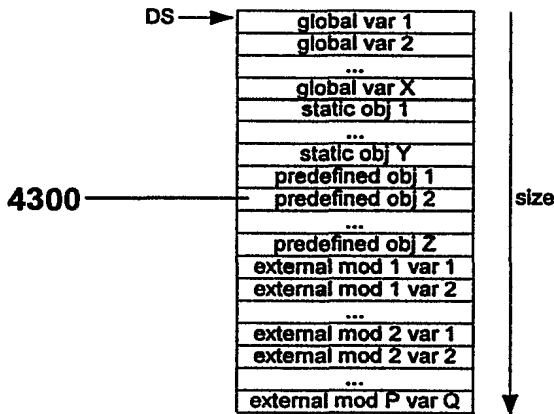 DS
global var 1
global var 2
...
global var X
static obj 1
...
static obj Y
predefined obj 1
4300
predefined obj 2
size
...
predefined obj Z
external mod 1 var 1
external mod 1 var 2
...
external mod 2 var 1
external mod 2 var 2
...
external mod P var Q